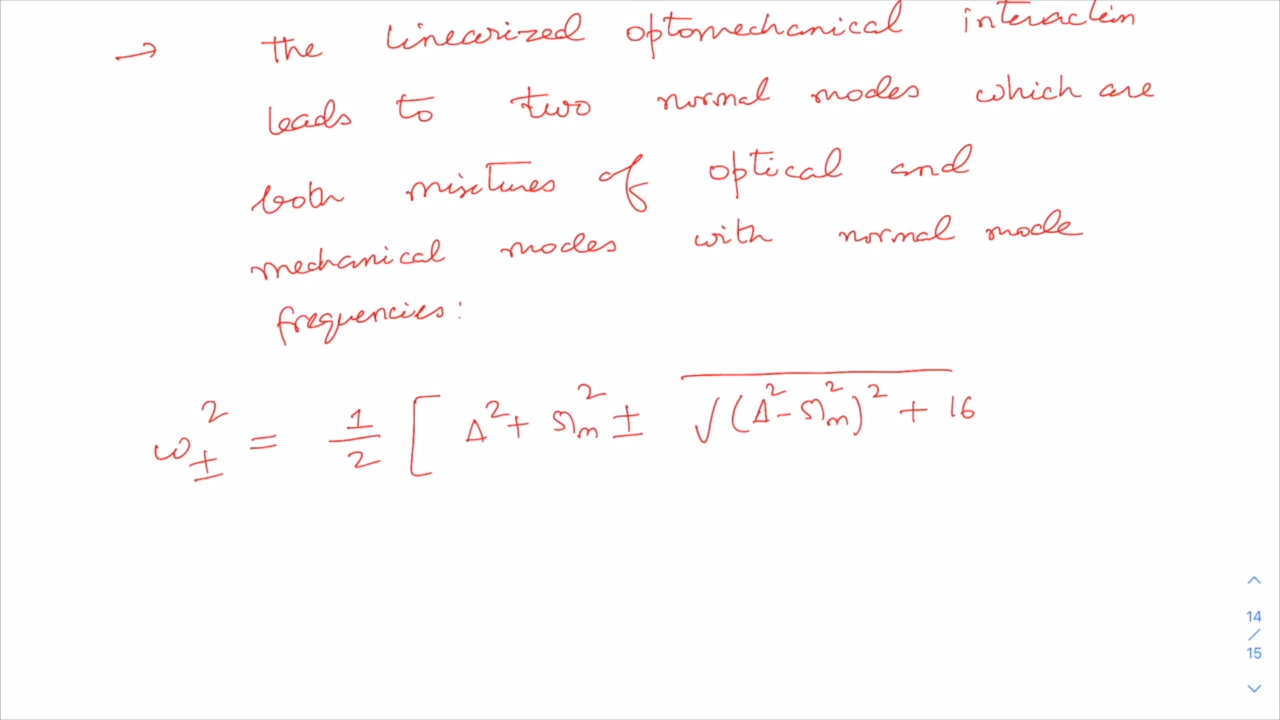 → The linearized optomechanical interaction
leads to two normal modes which are
both mixtures of optical and
mechanical modes with normal mode
frequencies:
ω±² = 1/2 [ Δ² + Ωm² ± √(Δ² - Ωm²)² + 16
14
/
15